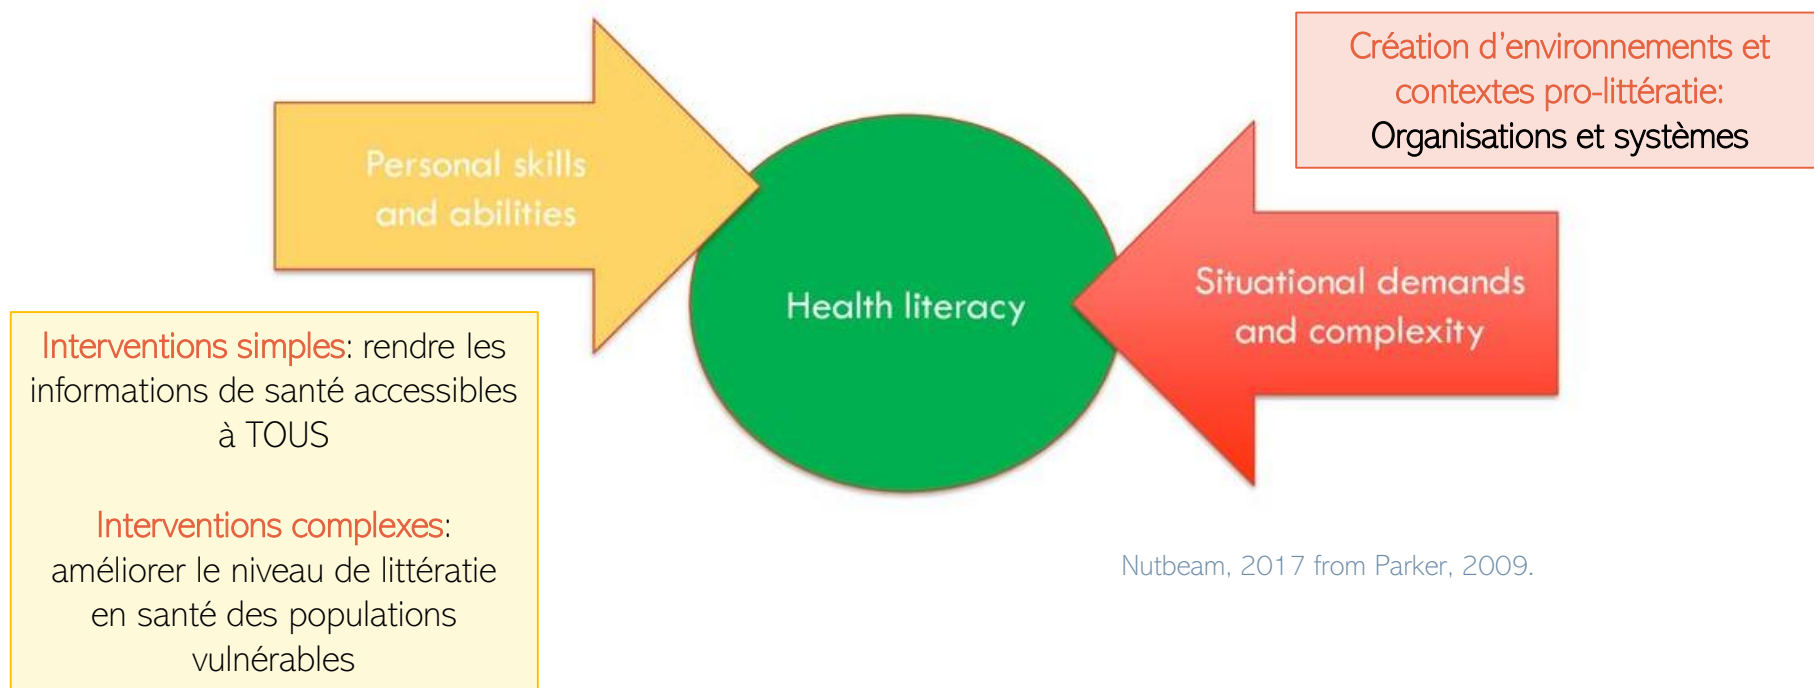 Création d’environnements et
contextes pro-littératie:
Organisations et systèmes
Personal skills
and abilities
Health literacy
Situational demands
and complexity
Interventions simples: rendre les
informations de santé accessibles
à TOUS
Interventions complexes:
améliorer le niveau de littératie
en santé des populations
vulnérables
Nutbeam, 2017 from Parker, 2009.